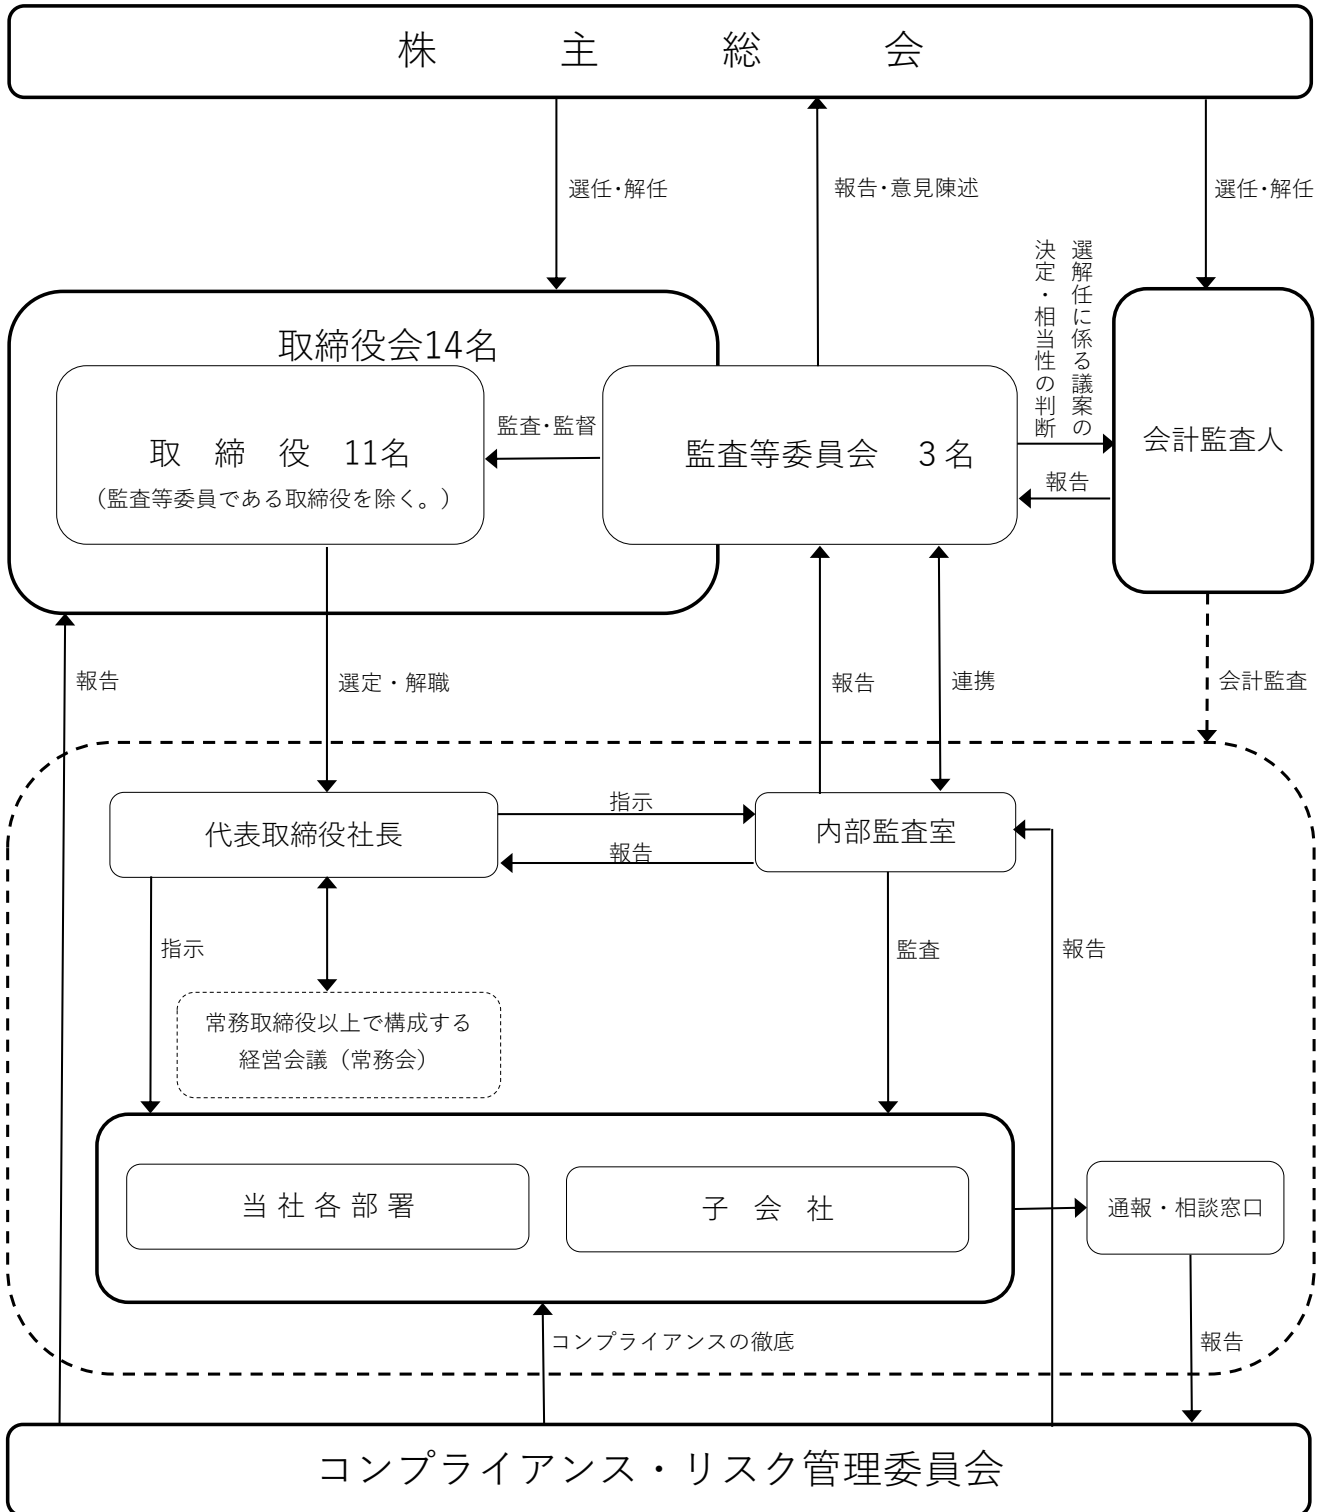 株　主　総　会
選任・解任
報告・意見陳述
選任・解任
選解任に係る議案の
決定・相当性の判断
取締役会14名
取　締　役　11名
（監査等委員である取締役を除く。）
監査・監督
監査等委員会　3名
会計監査人
報告
報告
選定・解職
報告
連携
会計監査
代表取締役社長
指示
報告
内部監査室
指示
監査
報告
常務取締役以上で構成する
経営会議（常務会）
当社各部署
子　会　社
通報・相談窓口
コンプライアンスの徹底
報告
コンプライアンス・リスク管理委員会